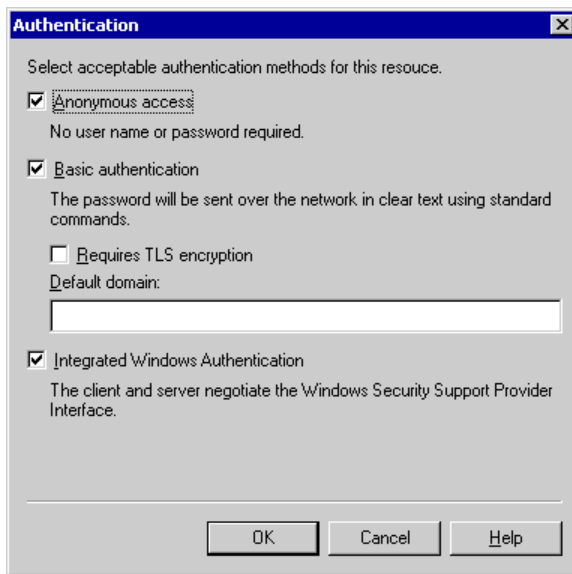 Authentication
Select acceptable authentication methods for this resouce.
Anonymous access
No user name or password required.
Basic authentication
The password will be sent over the network in clear text using standard
commands.
Requires TLS encryption
Default domain:
Integrated Windows Authentication
The client and server negotiate the Windows Security Support Provider
Interface.
OK Cancel Help